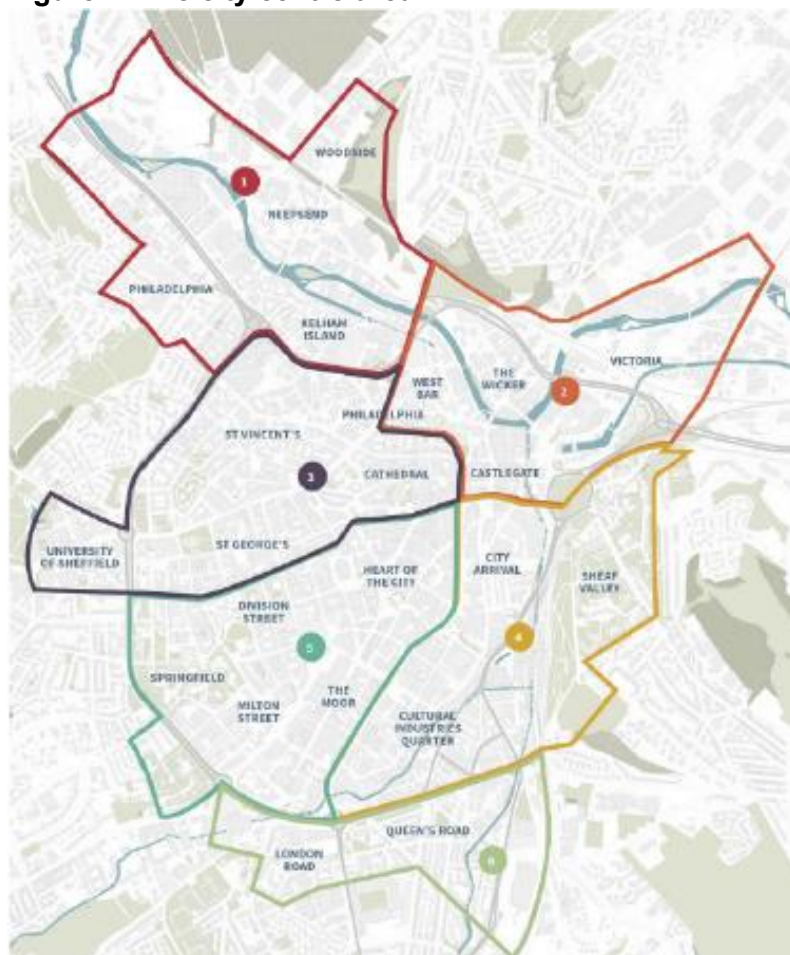 WOODSIDE
1
NEEPSEND
PHILADELPHIA
KELHAM
ISLAND
VICTORIA
THE
WICKER
WEST
BAR
2
PHILADELPHIA
ST VINCENT'S
3
CATHEDRAL
CASTLEGATE
UNIVERSITY
OF SHEFFIELD
ST GEORGE'S
HEART OF
THE CITY
CITY
ARRIVAL
SHEAF
VALLEY
DIVISION
STREET
5
4
SPRINGFIELD
MILTON
STREET
THE
MOOR
CULTURAL
INDUSTRIES
QUARTER
QUEEN'S ROAD
LONDON
ROAD
6